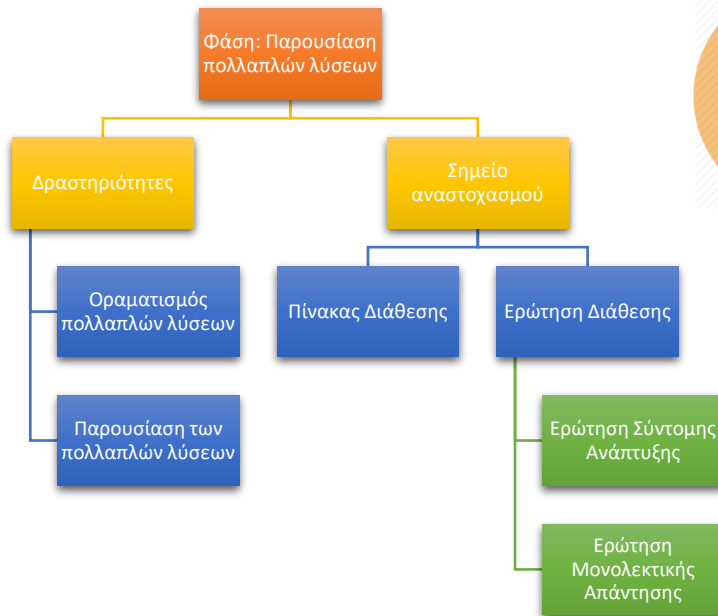 Φάση: Παρουσίαση
πολλαπλών λύσεων
Δραστηριότητες
Σημείο
αναστοχασμού
Οραματισμός
πολλαπλών λύσεων
Πίνακας Διάθεσης
Ερώτηση Διάθεσης
Παρουσίαση των
πολλαπλών λύσεων
Ερώτηση Σύντομης
Ανάπτυξης
Ερώτηση
Μονολεκτικής
Απάντησης